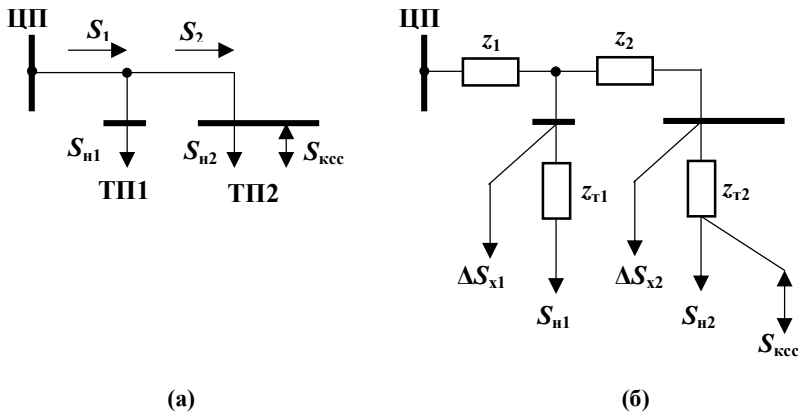 ЦП
S₁
S₂
Sн1
Sн2
Sксс
ТП1
ТП2
(а)
ЦП
z₁
z₂
zт1
zт2
ΔSх1
Sн1
ΔSх2
Sн2
Sксс
(б)